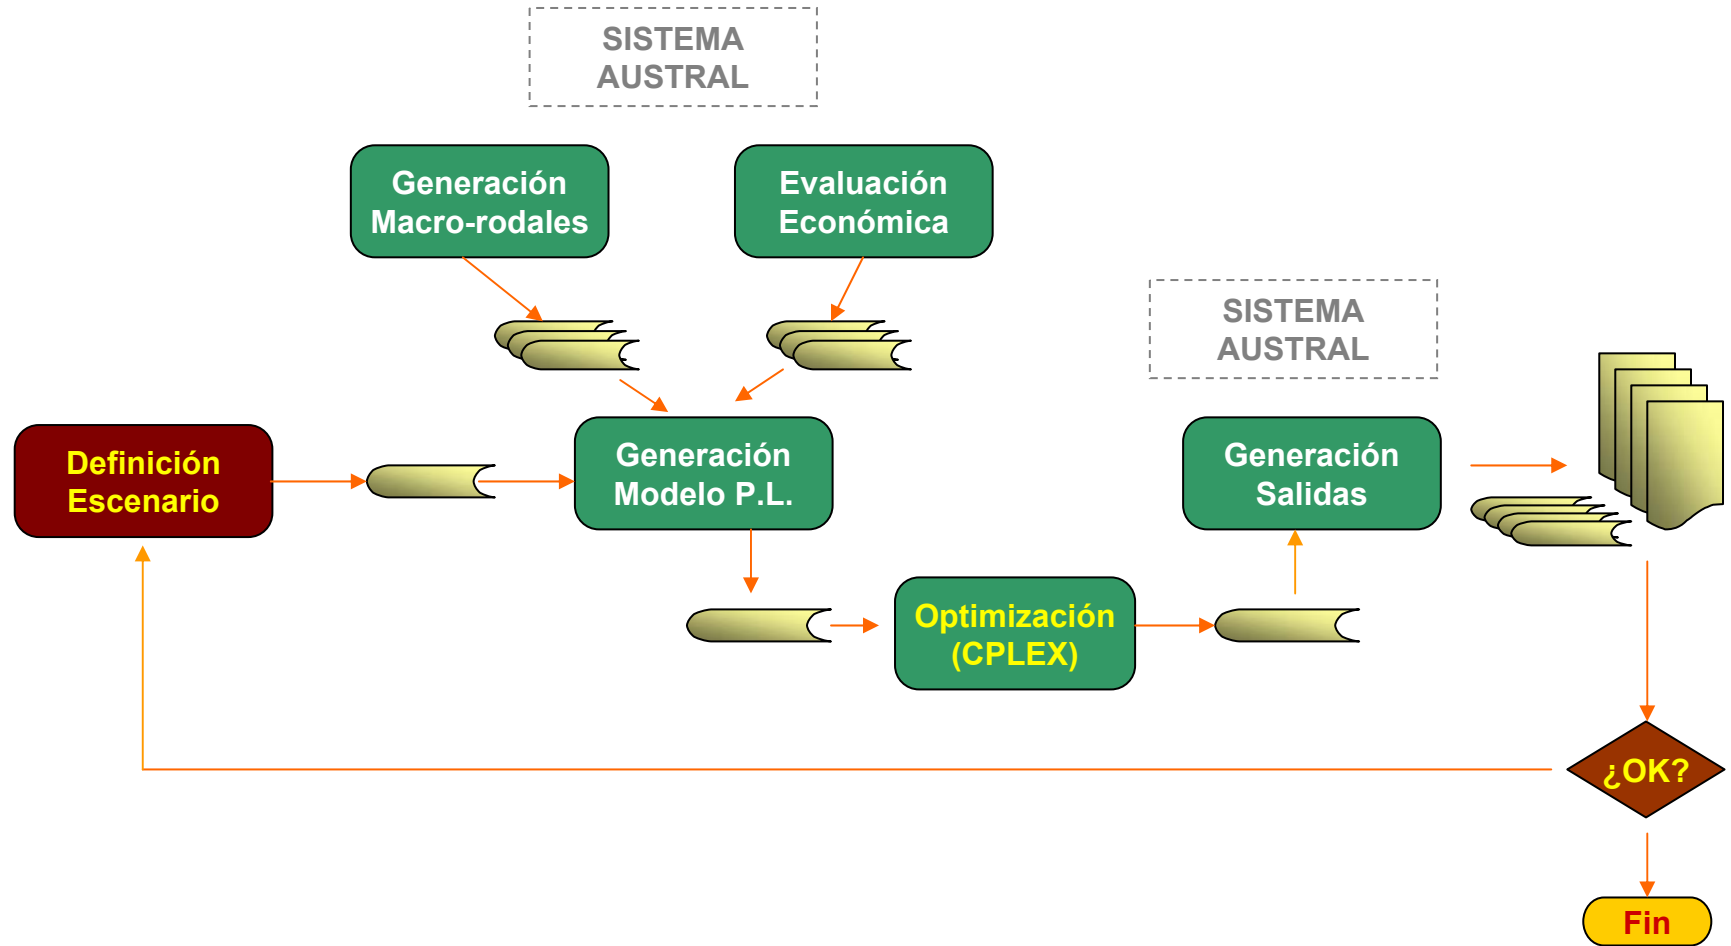 SISTEMA
AUSTRAL
Generación
Macro-rodales
Evaluación
Económica
SISTEMA
AUSTRAL
Definición
Escenario
Generación
Modelo P.L.
Generación
Salidas
Optimización
(CPLEX)
¿OK?
Fin